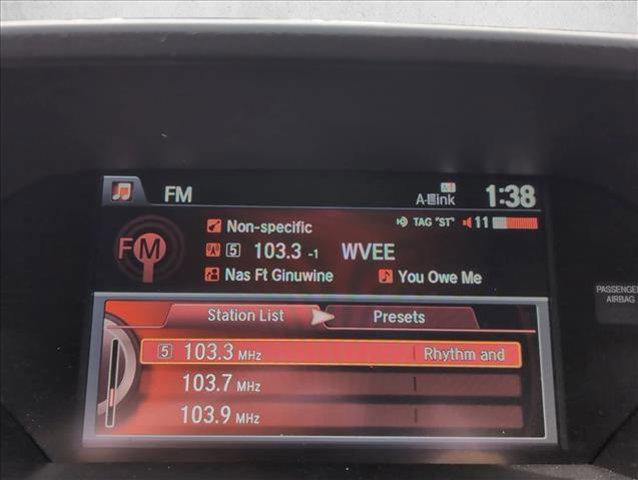 FM
A-Link
1:38
Non-specific
TAG "ST"
11
FM
5 103.3 -1 WVEE
Nas Ft Ginuwine
You Owe Me
PASSENGER
AIRBAG
Station List
Presets
5 103.3 MHz Rhythm and
103.7 MHz
103.9 MHz